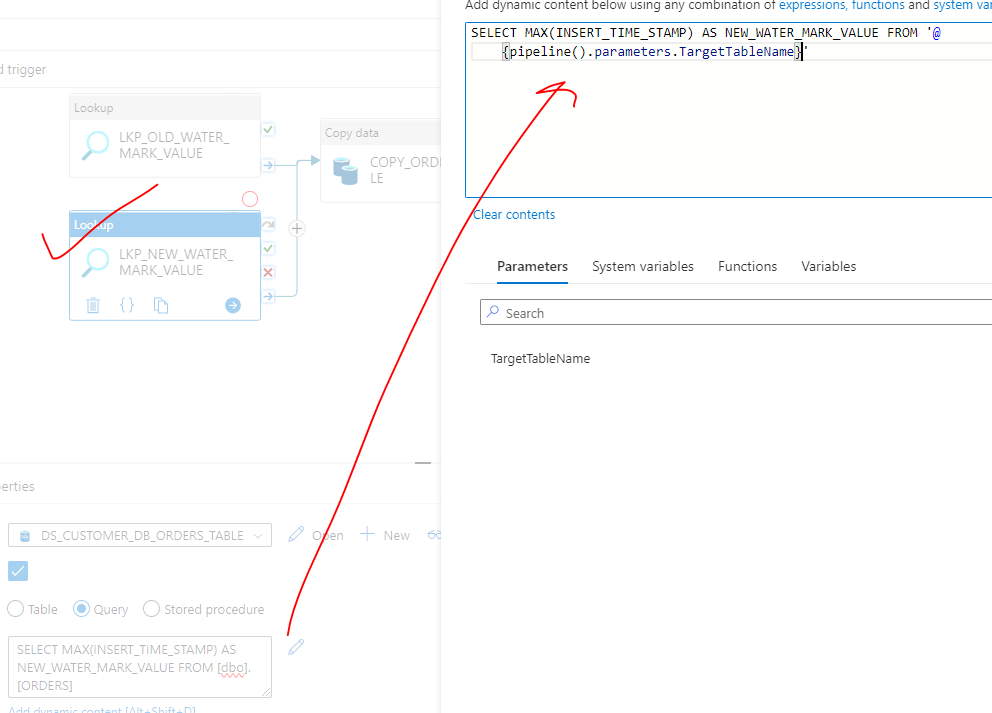 Add dynamic content below using any combination of expressions, functions and system
SELECT MAX(INSERT_TIME_STAMP) AS NEW_WATER_MARK_VALUE FROM '@
{pipeline().parameters.TargetTableName}'
trigger
Lookup
LKP_OLD_WATER_
MARK_VALUE
Copy data
COPY_ORD
LE
Lookup
LKP_NEW_WATER_
MARK_VALUE
{}
Clear contents
Parameters System variables Functions Variables
Search
TargetTableName
erties
DS_CUSTOMER_DB_ORDERS_TABLE Open New
Table Query Stored procedure
SELECT MAX(INSERT_TIME_STAMP) AS
NEW_WATER_MARK_VALUE FROM [dbo].
[ORDERS]
Add dynamic content [Alt+Shift+D]